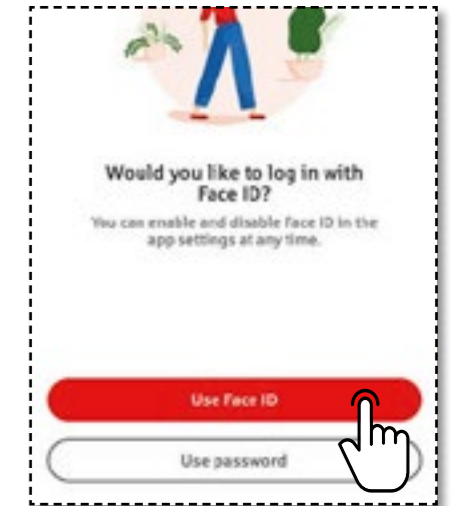 Would you like to log in with
Face ID?
You can enable and disable Face ID in the
app settings at any time.
Use Face ID
Use password